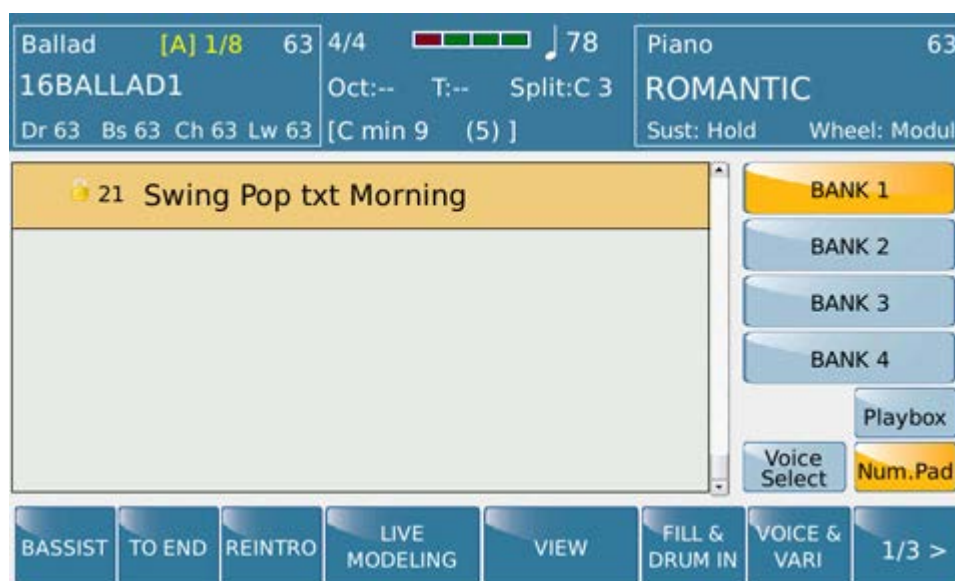 Ballad [A] 1/8 63
16BALLAD1
Dr 63 Bs 63 Ch 63 Lw 63
4/4 78
Oct:-- T:-- Split:C 3
[C min 9 (5) ]
Piano 63
ROMANTIC
Sust: Hold Wheel: Modul
21 Swing Pop txt Morning
BANK 1
BANK 2
BANK 3
BANK 4
Playbox
Voice
Select
Num.Pad
BASSIST
TO END
REINTRO
LIVE
MODELING
VIEW
FILL &
DRUM IN
VOICE &
VARI
1/3 >